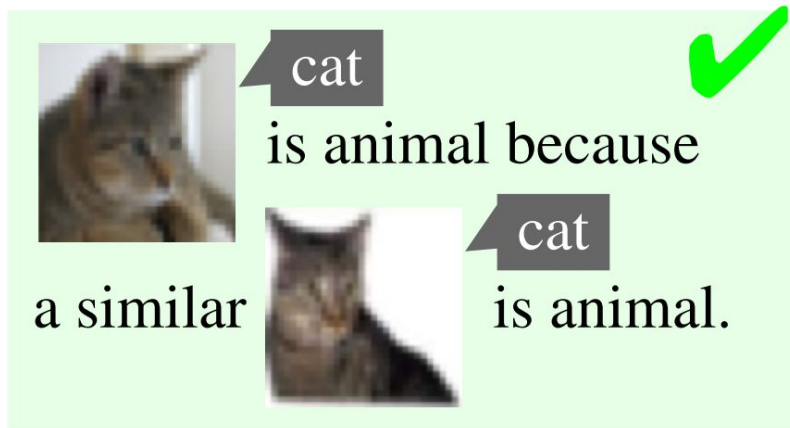 cat
is animal because
cat
a similar is animal.